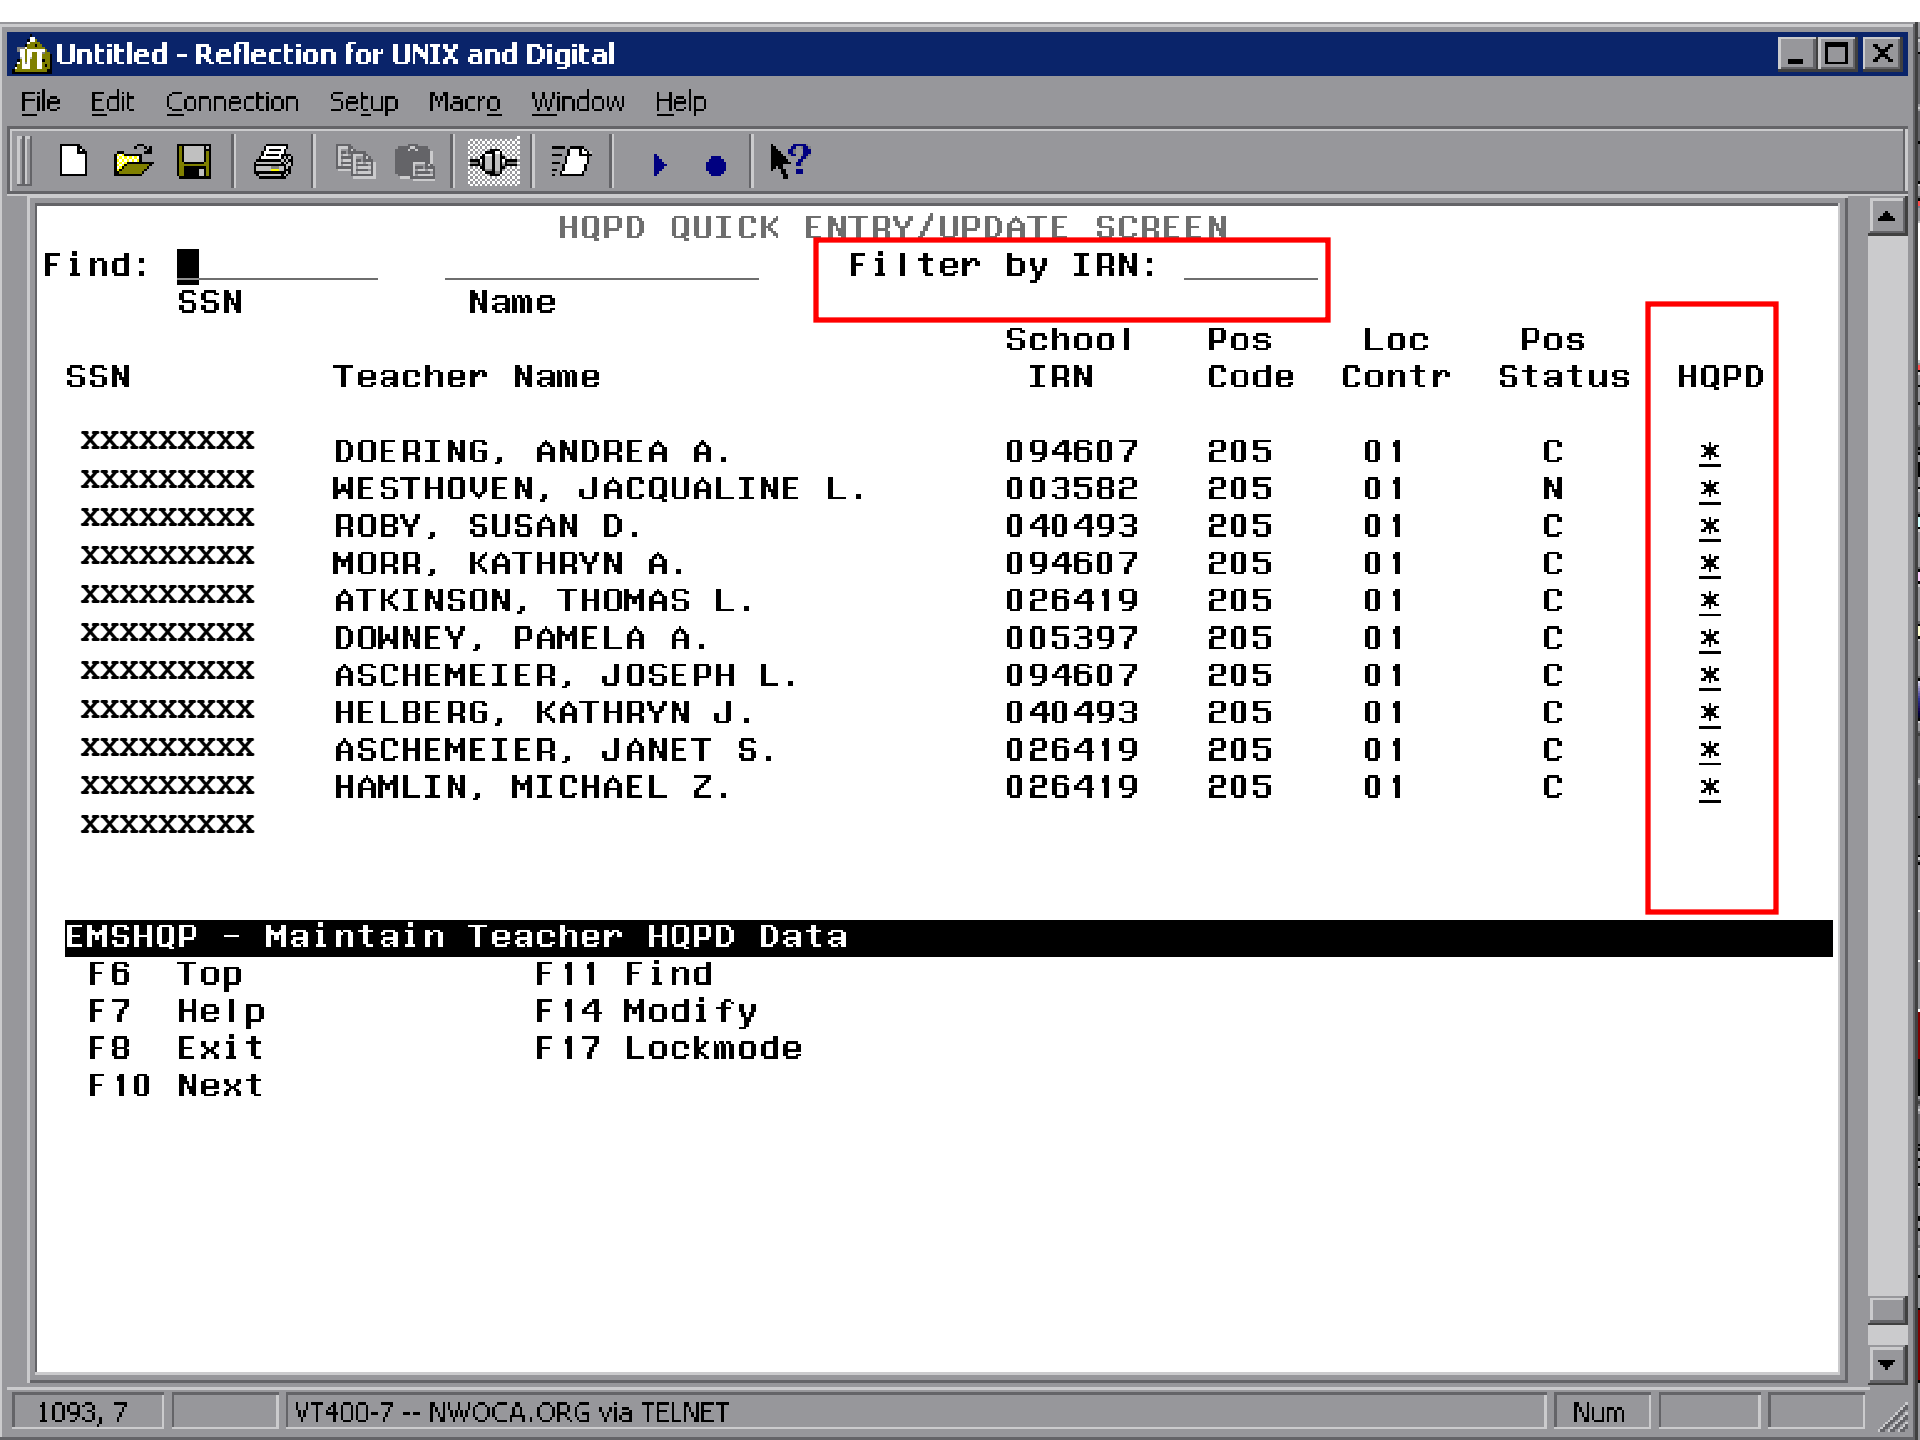 Untitled - Reflection for UNIX and Digital
File Edit Connection Setup Macro Window Help
HQPD QUICK ENTRY/UPDATE SCREEN
Find: Filter by IRN:
SSN Name
School Pos Loc Pos
SSN Teacher Name IRN Code Contr Status HQPD
XXXXXXXXX DOERING, ANDREA A. 094607 205 01 C *
XXXXXXXXX WESTHOVEN, JACQUALINE L. 003582 205 01 N *
XXXXXXXXX ROBY, SUSAN D. 040493 205 01 C *
XXXXXXXXX MORR, KATHRYN A. 094607 205 01 C *
XXXXXXXXX ATKINSON, THOMAS L. 026419 205 01 C *
XXXXXXXXX DOWNEY, PAMELA A. 005397 205 01 C *
XXXXXXXXX ASCHEMEIER, JOSEPH L. 094607 205 01 C *
XXXXXXXXX HELBERG, KATHRYN J. 040493 205 01 C *
XXXXXXXXX ASCHEMEIER, JANET S. 026419 205 01 C *
XXXXXXXXX HAMLIN, MICHAEL Z. 026419 205 01 C *
XXXXXXXXX
EMSHQP - Maintain Teacher HQPD Data
F6 Top F11 Find
F7 Help F14 Modify
F8 Exit F17 Lockmode
F10 Next
1093, 7 VT400-7 -- NWOCA.ORG via TELNET Num